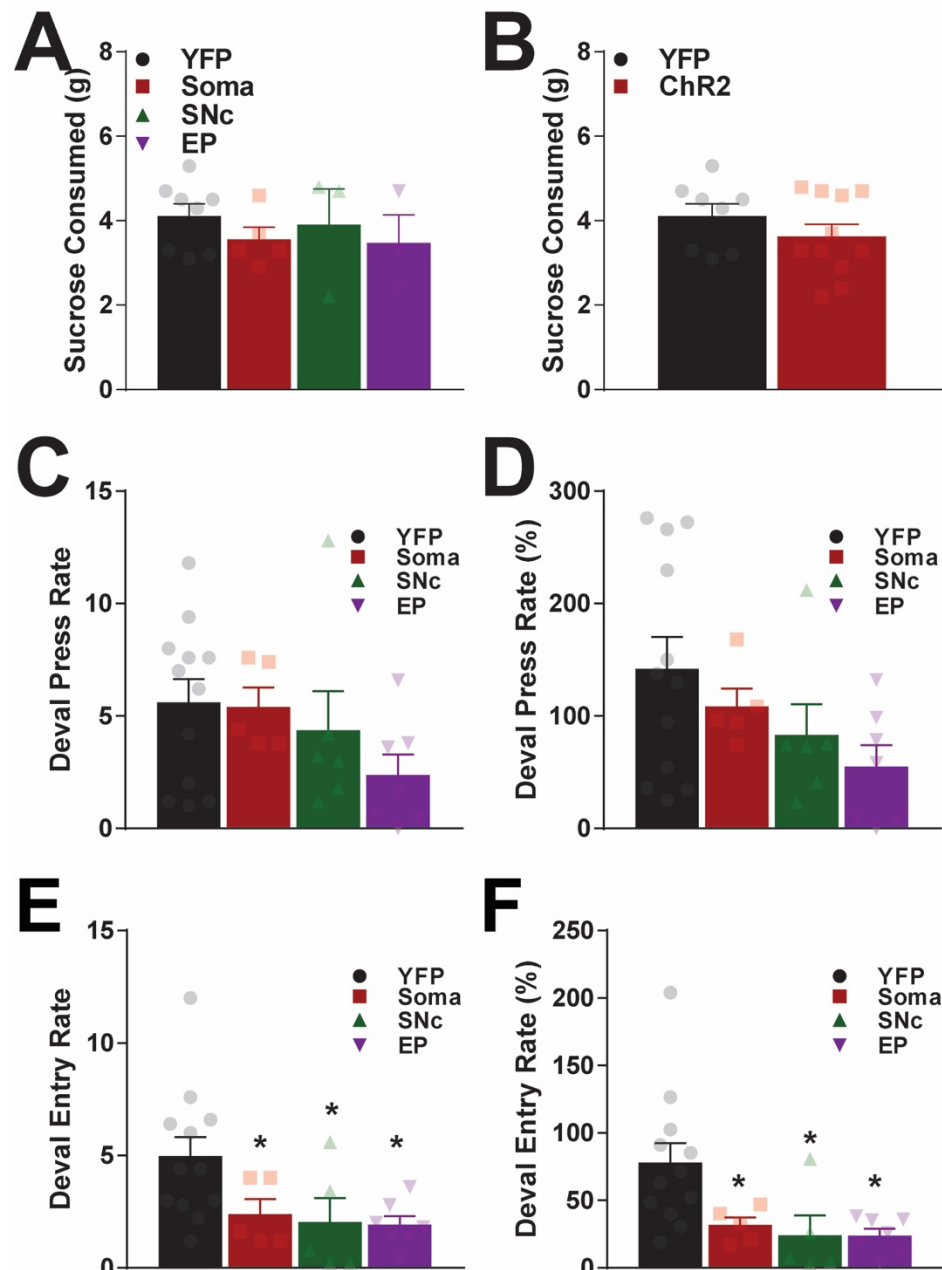 A
Sucrose Consumed (g)
8
6
4
2
0
YFP
Soma
SNc
EP
B
Sucrose Consumed (g)
8
6
4
2
0
YFP
ChR2
C
Deval Press Rate
15
10
5
0
YFP
Soma
SNc
EP
D
Deval Press Rate (%)
300
200
100
0
YFP
Soma
SNc
EP
E
Deval Entry Rate
15
10
5
0
YFP
Soma
SNc
EP
*
*
*
F
Deval Entry Rate (%)
250
200
150
100
50
0
YFP
Soma
SNc
EP
*
*
*